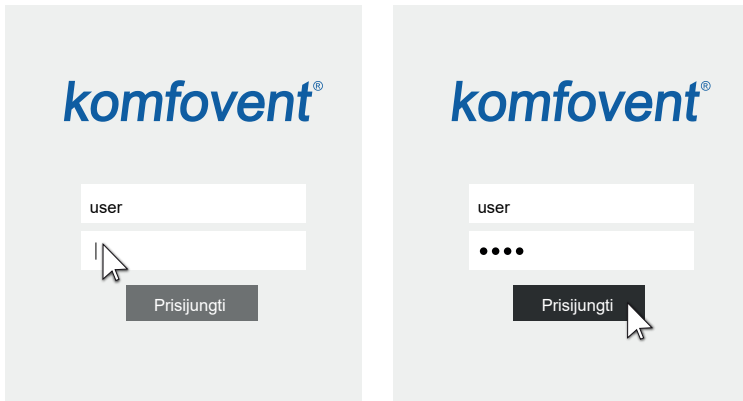 komfovent®
user
Prisijungti
komfovent®
user
••••
Prisijungti